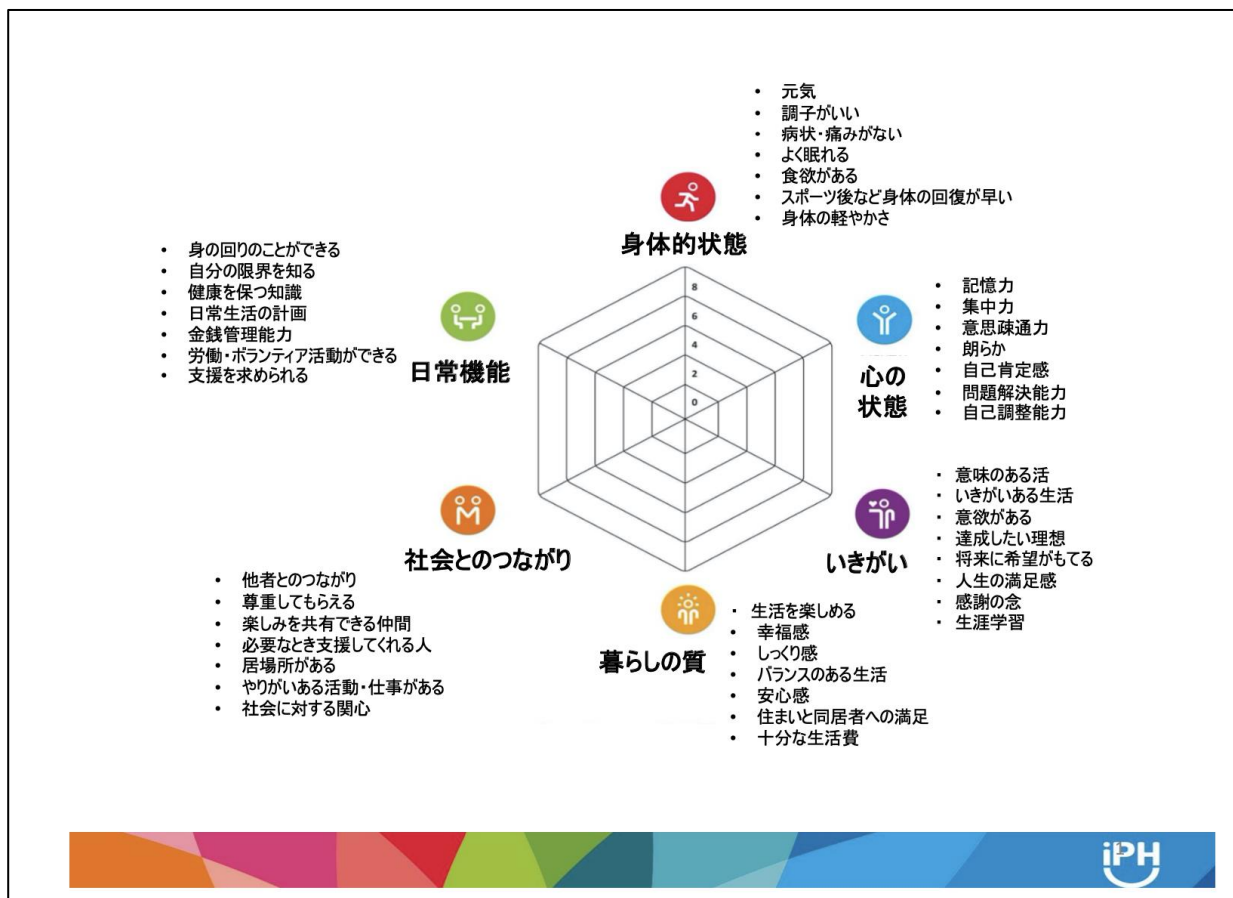 • 元気
• 調子がいい
• 病状・痛みがない
• よく眠れる
• 食欲がある
• スポーツ後など身体の回復が早い
• 身体の軽やかさ
身体的状態
• 身の回りのことができる
• 自分の限界を知る
• 健康を保つ知識
• 日常生活の計画
• 金銭管理能力
• 労働・ボランティア活動ができる
• 支援を求められる
日常機能
8
6
4
2
0
• 記憶力
• 集中力
• 意思疎通力
• 朗らか
• 自己肯定感
• 問題解決能力
• 自己調整能力
心の
状態
・ 意味のある活
・ いきがいある生活
・ 意欲がある
・ 達成したい理想
・ 将来に希望がもてる
・ 人生の満足感
・ 感謝の念
・ 生涯学習
いきがい
社会とのつながり
• 他者とのつながり
• 尊重してもらえる
• 楽しみを共有できる仲間
• 必要なとき支援してくれる人
• 居場所がある
• やりがいある活動・仕事がある
• 社会に対する関心
暮らしの質
・ 生活を楽しめる
• 幸福感
• しっくり感
• バランスのある生活
• 安心感
• 住まいと同居者への満足
• 十分な生活費
iPH